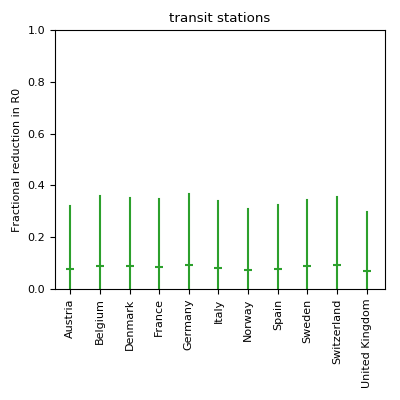 transit stations
Fractional reduction in R0
1.0
0.8
0.6
0.4
0.2
0.0
Austria
Belgium
Denmark
France
Germany
Italy
Norway
Spain
Sweden
Switzerland
United Kingdom